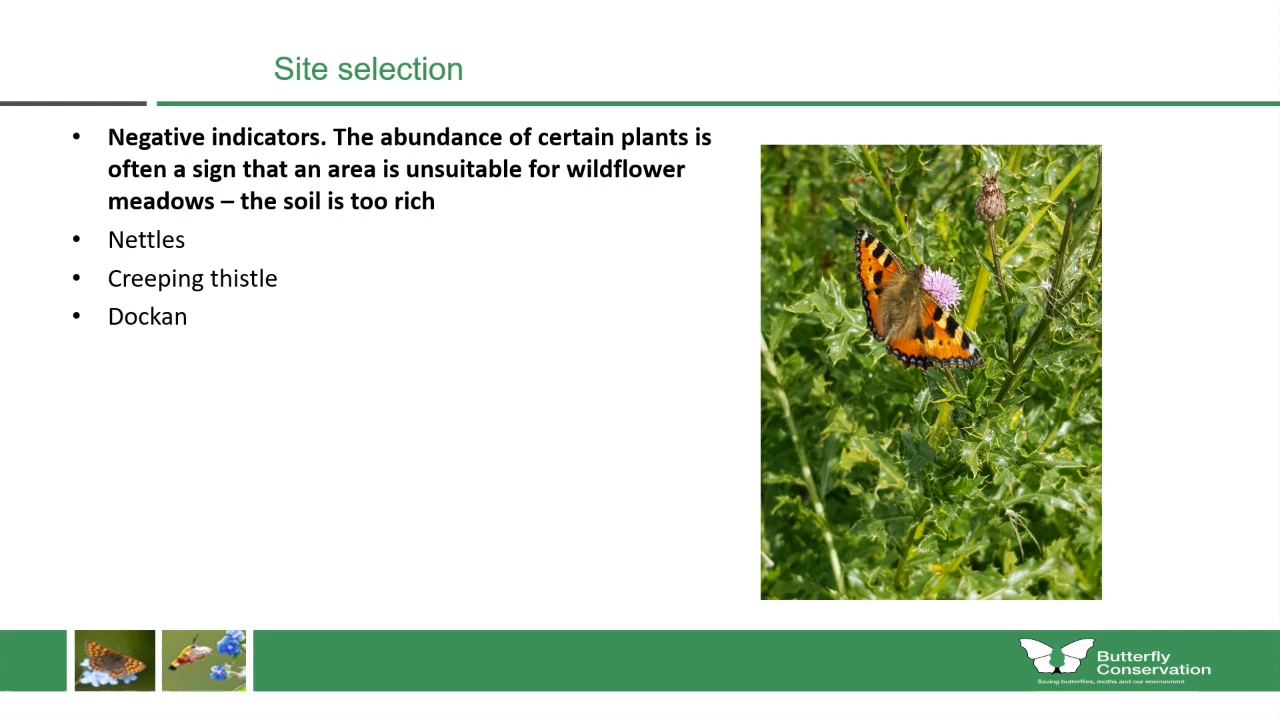 Site selection
• Negative indicators. The abundance of certain plants is
often a sign that an area is unsuitable for wildflower
meadows – the soil is too rich
• Nettles
• Creeping thistle
• Dockan
Butterfly
Conservation
Saving butterflies, moths and our environment